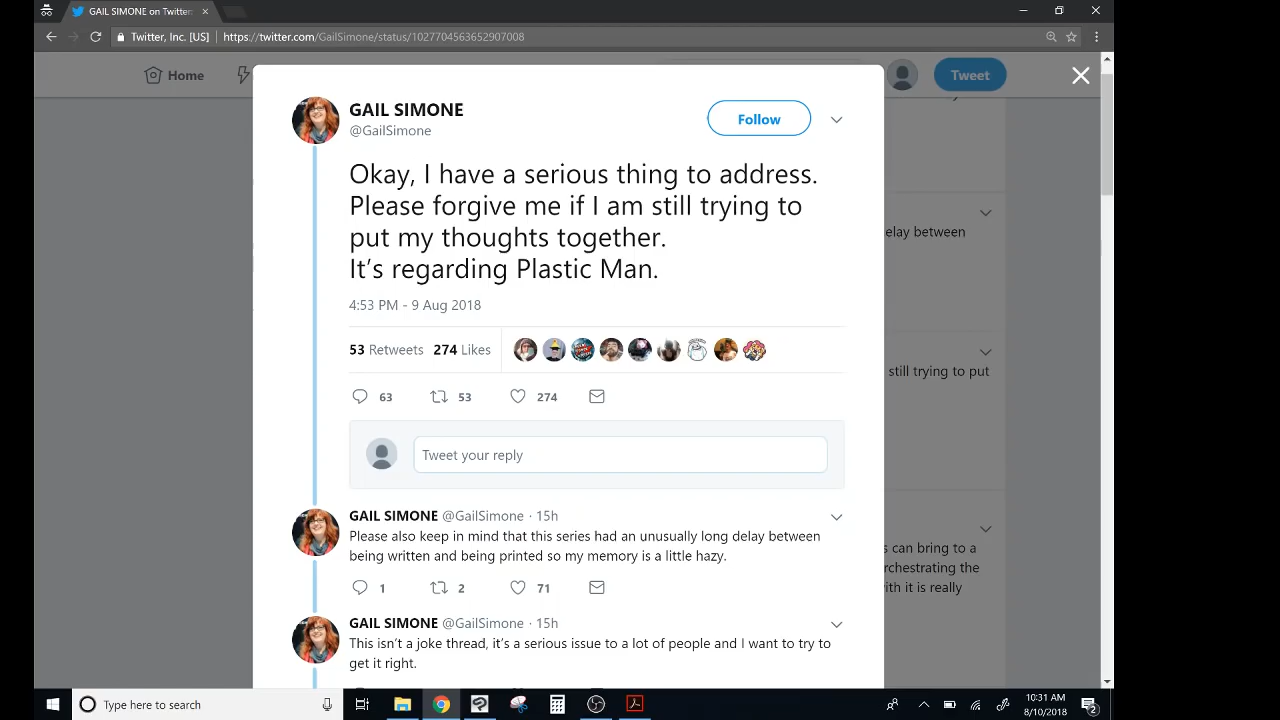 GAIL SIMONE on Twitter:
Twitter, Inc. [US]
https://twitter.com/GailSimone/status/1027704563652907008
Home
Tweet
GAIL SIMONE
@GailSimone
Follow
Okay, I have a serious thing to address.
Please forgive me if I am still trying to
put my thoughts together.
It’s regarding Plastic Man.
4:53 PM - 9 Aug 2018
53 Retweets 274 Likes
63 53 274
Tweet your reply
GAIL SIMONE @GailSimone · 15h
Please also keep in mind that this series had an unusually long delay between
being written and being printed so my memory is a little hazy.
1 2 71
GAIL SIMONE @GailSimone · 15h
This isn’t a joke thread, it’s a serious issue to a lot of people and I want to try to
get it right.
elay between
still trying to put
s can bring to a
rchestrating the
ith it is really
Type here to search
10:31 AM
8/10/2018
2